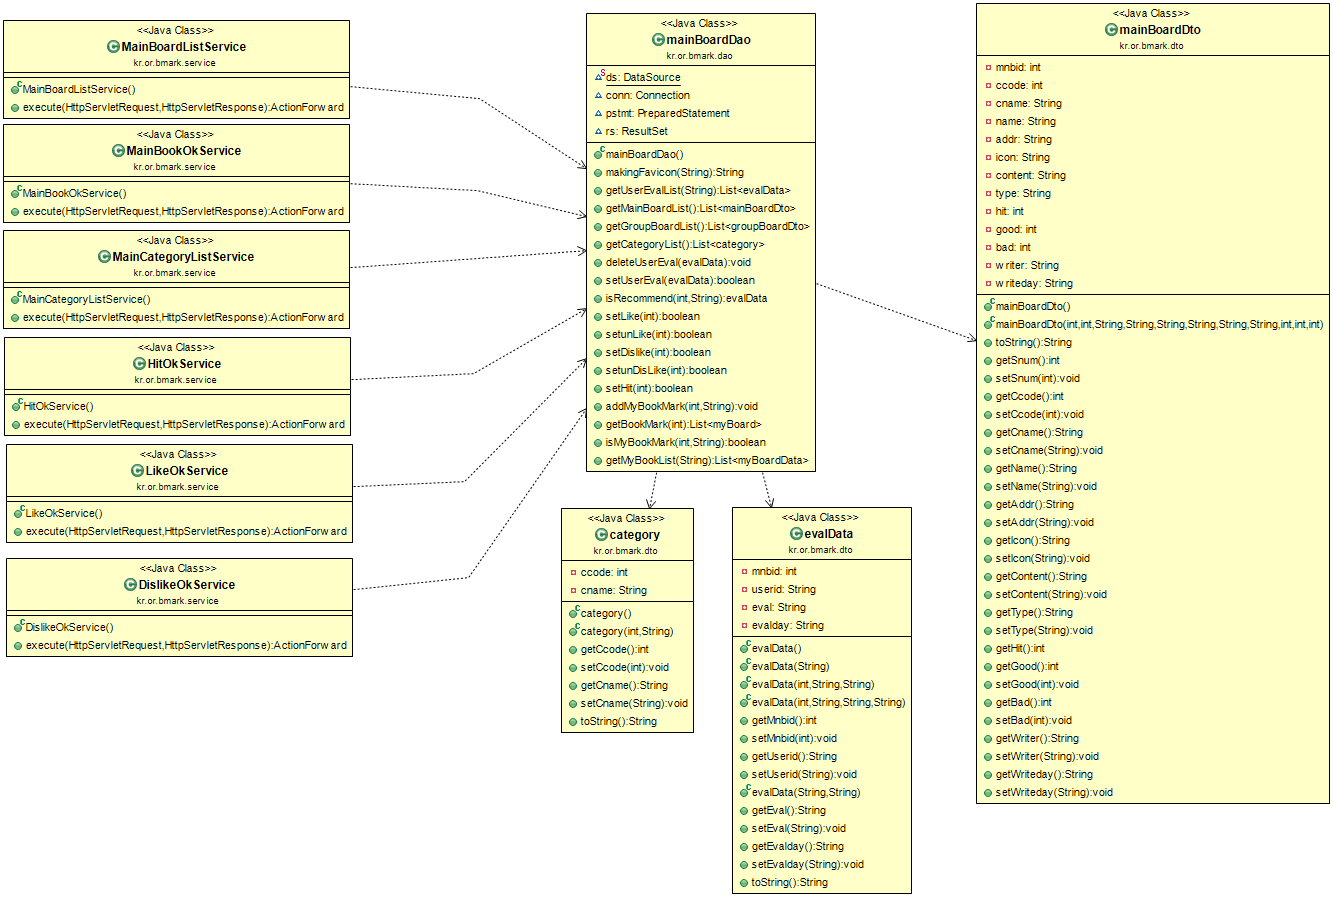 <<Java Class>>
MainBoardListService
kr.or.bmark.service
MainBoardListService()
execute(HttpServletRequest,HttpServletResponse):ActionForward
<<Java Class>>
MainBookOkService
kr.or.bmark.service
MainBookOkService()
execute(HttpServletRequest,HttpServletResponse):ActionForward
<<Java Class>>
MainCategoryListService
kr.or.bmark.service
MainCategoryListService()
execute(HttpServletRequest,HttpServletResponse):ActionForward
<<Java Class>>
HitOkService
kr.or.bmark.service
HitOkService()
execute(HttpServletRequest,HttpServletResponse):ActionForward
<<Java Class>>
LikeOkService
kr.or.bmark.service
LikeOkService()
execute(HttpServletRequest,HttpServletResponse):ActionForward
<<Java Class>>
DislikeOkService
kr.or.bmark.service
DislikeOkService()
execute(HttpServletRequest,HttpServletResponse):ActionForward
<<Java Class>>
mainBoardDao
kr.or.bmark.dao
ds: DataSource
conn: Connection
pstmt: PreparedStatement
rs: ResultSet
mainBoardDao()
makingFavicon(String):String
getUserEvalList(String):List<evalData>
getMainBoardList():List<mainBoardDto>
getGroupBoardList():List<groupBoardDto>
getCategoryList():List<category>
deleteUserEval(evalData):void
setUserEval(evalData):boolean
isRecommend(int,String):evalData
setLike(int):boolean
setunLike(int):boolean
setDislike(int):boolean
setunDisLike(int):boolean
setHit(int):boolean
addMyBookMark(int,String):void
getBookMark(int):List<myBoard>
isMyBookMark(int,String):boolean
getMyBookList(String):List<myBoardData>
<<Java Class>>
category
kr.or.bmark.dto
ccode: int
cname: String
category()
category(int,String)
getCcode():int
setCcode(int):void
getCname():String
setCname(String):void
toString():String
<<Java Class>>
evalData
kr.or.bmark.dto
mnbid: int
userid: String
eval: String
evalday: String
evalData()
evalData(String)
evalData(int,String,String)
evalData(int,String,String,String)
getMnbid():int
setMnbid(int):void
getUserid():String
setUserid(String):void
evalData(String,String)
getEval():String
setEval(String):void
getEvalday():String
setEvalday(String):void
toString():String
<<Java Class>>
mainBoardDto
kr.or.bmark.dto
mnbid: int
ccode: int
cname: String
name: String
addr: String
icon: String
content: String
type: String
hit: int
good: int
bad: int
writer: String
writeday: String
mainBoardDto()
mainBoardDto(int,int,String,String,String,String,String,String,int,int,int)
toString():String
getSnum():int
setSnum(int):void
getCcode():int
setCcode(int):void
getCname():String
setCname(String):void
getName():String
setName(String):void
getAddr():String
setAddr(String):void
getIcon():String
setIcon(String):void
getContent():String
setContent(String):void
getType():String
setType(String):void
getHit():int
getGood():int
setGood(int):void
getBad():int
setBad(int):void
getWriter():String
setWriter(String):void
getWriteday():String
setWriteday(String):void